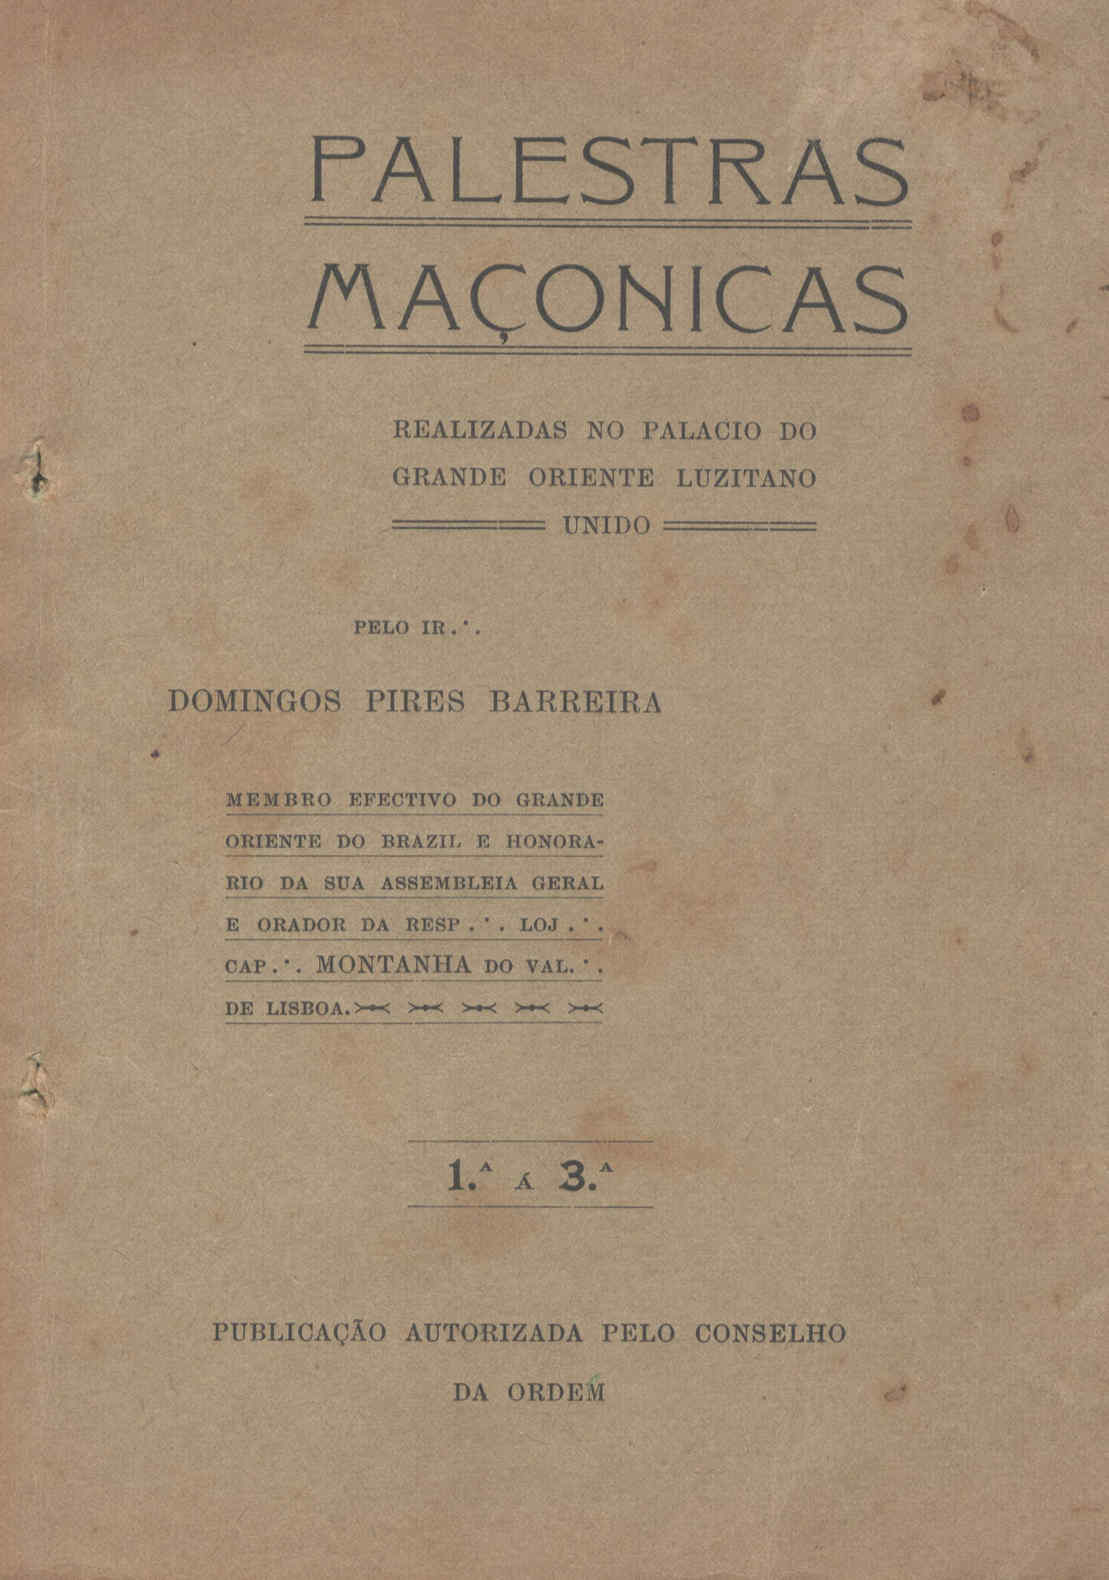 PALESTRAS
MAÇONICAS
REALIZADAS NO PALACIO DO
GRANDE ORIENTE LUZITANO
UNIDO
PELO IR.˙.
DOMINGOS PIRES BARREIRA
MEMBRO EFECTIVO DO GRANDE
ORIENTE DO BRAZIL E HONORA-
RIO DA SUA ASSEMBLEIA GERAL
E ORADOR DA RESP.˙. LOJ.˙.
CAP.˙. MONTANHA DO VAL.˙.
DE LISBOA.
1.ᴬ Á 3.ᴬ
PUBLICAÇÃO AUTORIZADA PELO CONSELHO
DA ORDEM